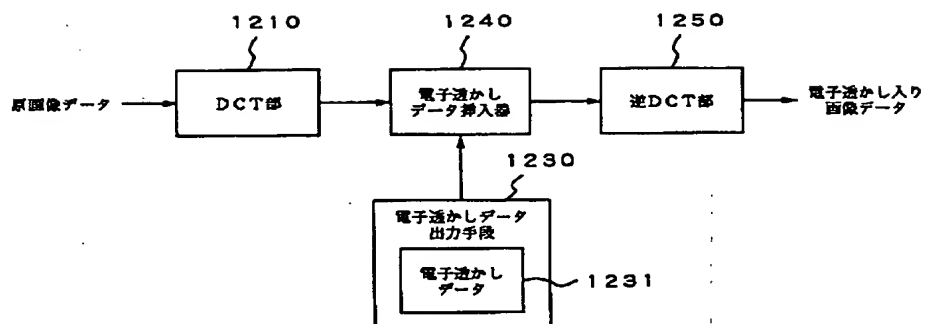 1210
1240
1250
原画像データ
DCT部
電子透かし
データ挿入器
逆DCT部
電子透かし入り
画像データ
1230
電子透かしデータ
出力手段
電子透かし
データ
1231